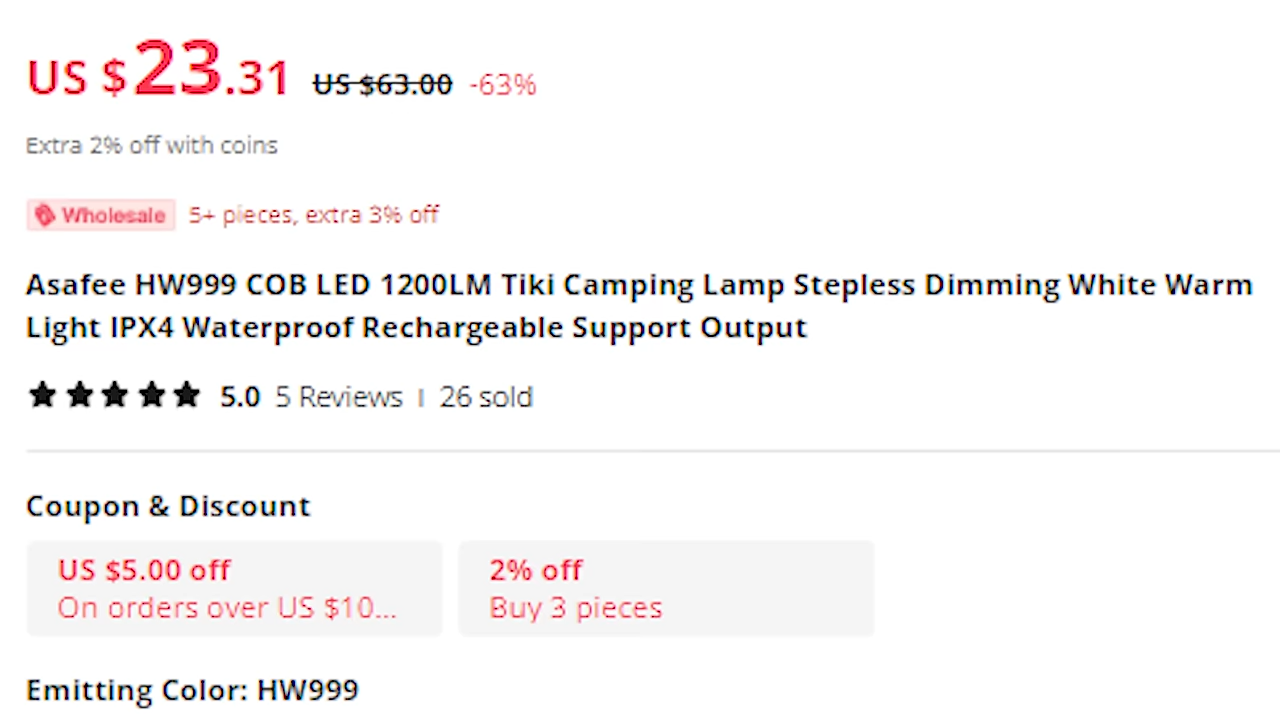 US $23.31 US $63.00 -63%
Extra 2% off with coins
Wholesale 5+ pieces, extra 3% off
Asafee HW999 COB LED 1200LM Tiki Camping Lamp Stepless Dimming White Warm
Light IPX4 Waterproof Rechargeable Support Output
5.0 5 Reviews | 26 sold
Coupon & Discount
US $5.00 off 2% off
On orders over US $10... Buy 3 pieces
Emitting Color: HW999